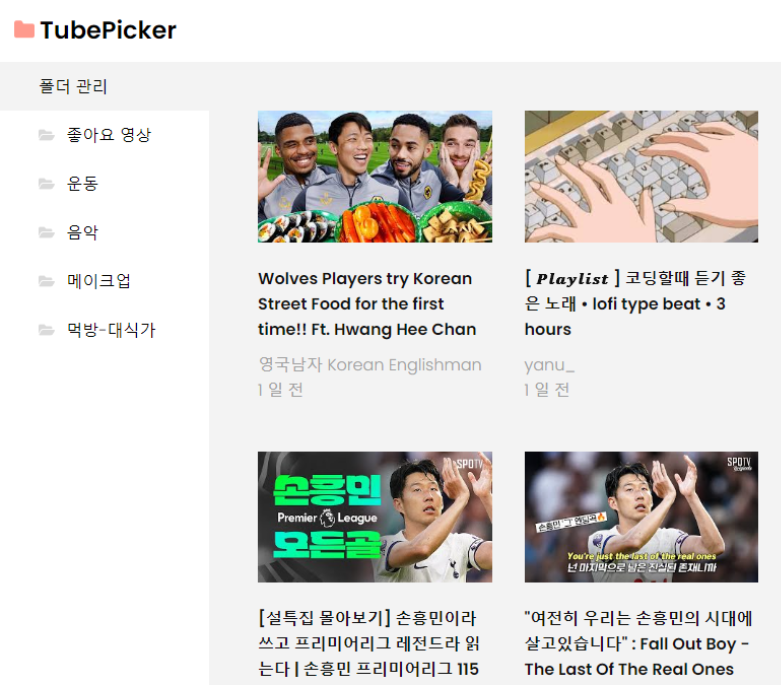 TubePicker
폴더 관리
좋아요 영상
운동
음악
메이크업
먹방-대식가
Wolves Players try Korean
Street Food for the first
time!! Ft. Hwang Hee Chan
영국남자 Korean Englishman
1 일 전
[ 𝑷𝒍𝒂𝒚𝒍𝒊𝒔𝒕 ] 코딩할때 듣기 좋
은 노래 • lofi type beat • 3
hours
yanu_
1 일 전
SPOTV
손흥민
Premier League
모든골
[설특집 몰아보기] 손흥민이라
쓰고 프리미어리그 레전드라 읽
는다 | 손흥민 프리미어리그 115
SPOTV
You're just the last of the real ones
넌 마지막으로 남은 진실된 존재니까
"여전히 우리는 손흥민의 시대에
살고있습니다" : Fall Out Boy -
The Last Of The Real Ones